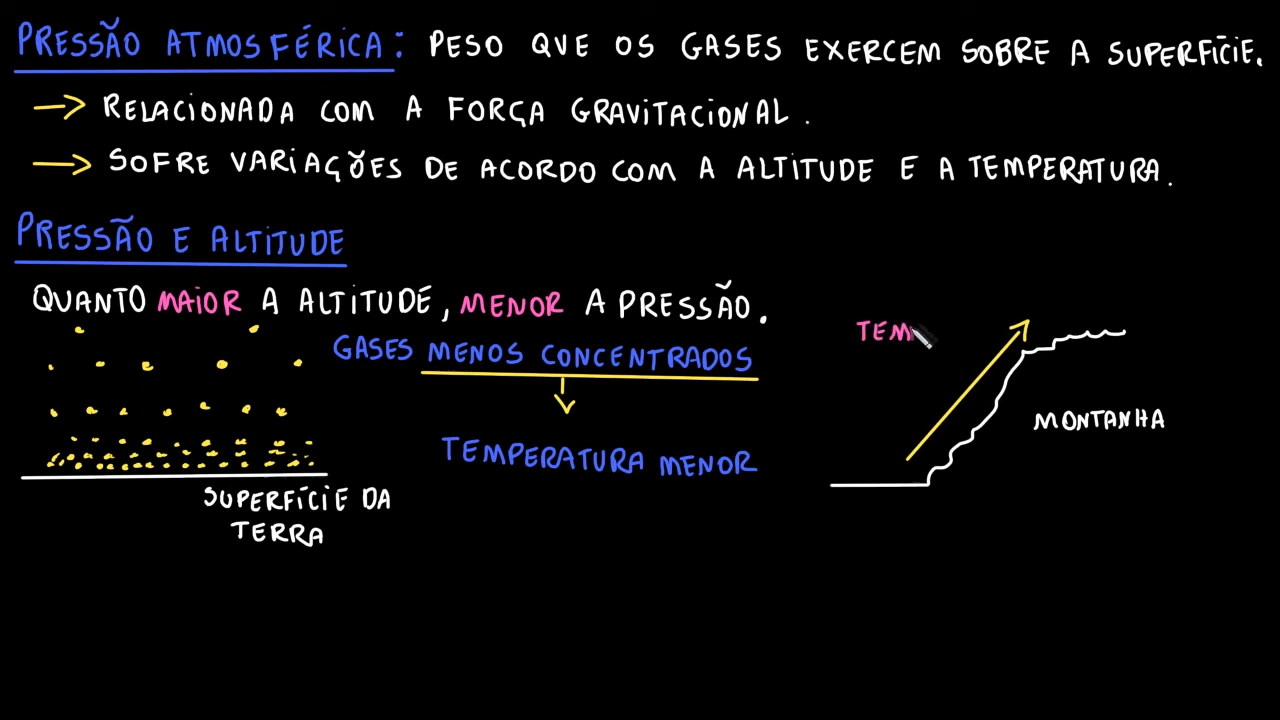 PRESSÃO ATMOSFÉRICA: PESO QUE OS GASES EXERCEM SOBRE A SUPERFÍCIE.
→ RELACIONADA COM A FORÇA GRAVITACIONAL.
→ SOFRE VARIAÇÕES DE ACORDO COM A ALTITUDE E A TEMPERATURA.
PRESSÃO E ALTITUDE
QUANTO MAIOR A ALTITUDE, MENOR A PRESSÃO.
GASES MENOS CONCENTRADOS
TEMPERATURA MENOR
SUPERFÍCIE DA
TERRA
TEM
MONTANHA